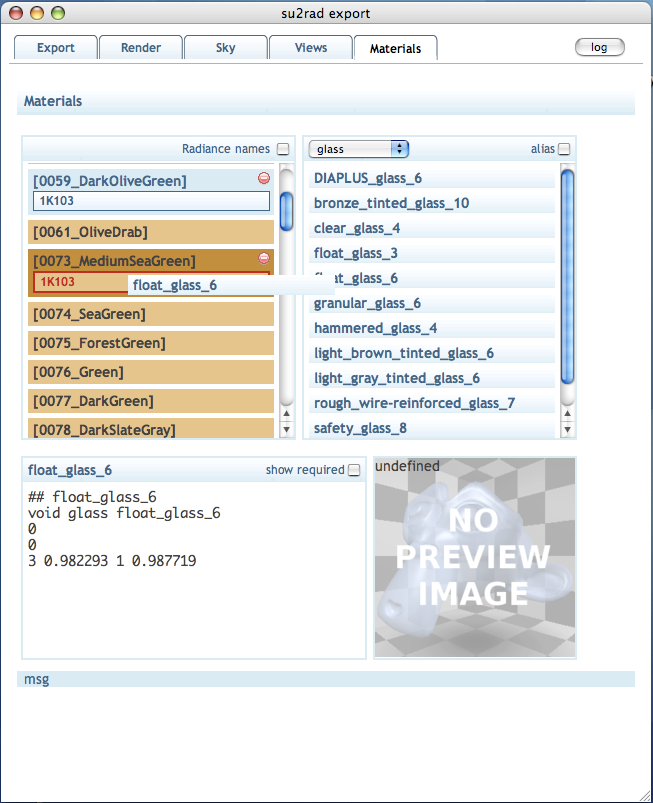 su2rad export
Export
Render
Sky
Views
Materials
log
Materials
Radiance names
[0059_DarkOliveGreen]
1K103
[0061_OliveDrab]
[0073_MediumSeaGreen]
1K103
float_glass_6
[0074_SeaGreen]
[0075_ForestGreen]
[0076_Green]
[0077_DarkGreen]
[0078_DarkSlateGray]
glass
alias
DIAPLUS_glass_6
bronze_tinted_glass_10
clear_glass_4
float_glass_3
float_glass_6
granular_glass_6
hammered_glass_4
light_brown_tinted_glass_6
light_gray_tinted_glass_6
rough_wire-reinforced_glass_7
safety_glass_8
float_glass_6
show required
## float_glass_6
void glass float_glass_6
0
0
3 0.982293 1 0.987719
undefined
NO
PREVIEW
IMAGE
msg